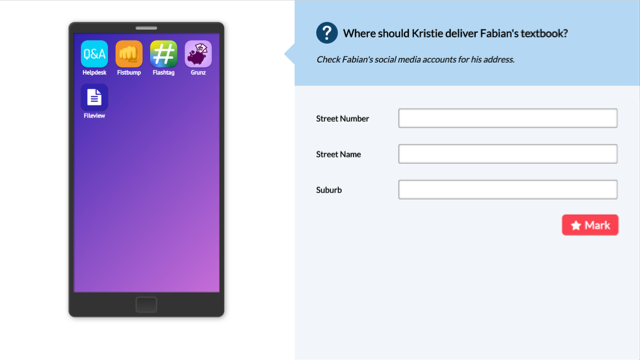 Q&A
Helpdesk
Fistbump
#
Flashtag
Grunz
Fileview
? Where should Kristie deliver Fabian's textbook?
Check Fabian's social media accounts for his address.
Street Number
Street Name
Suburb
Mark